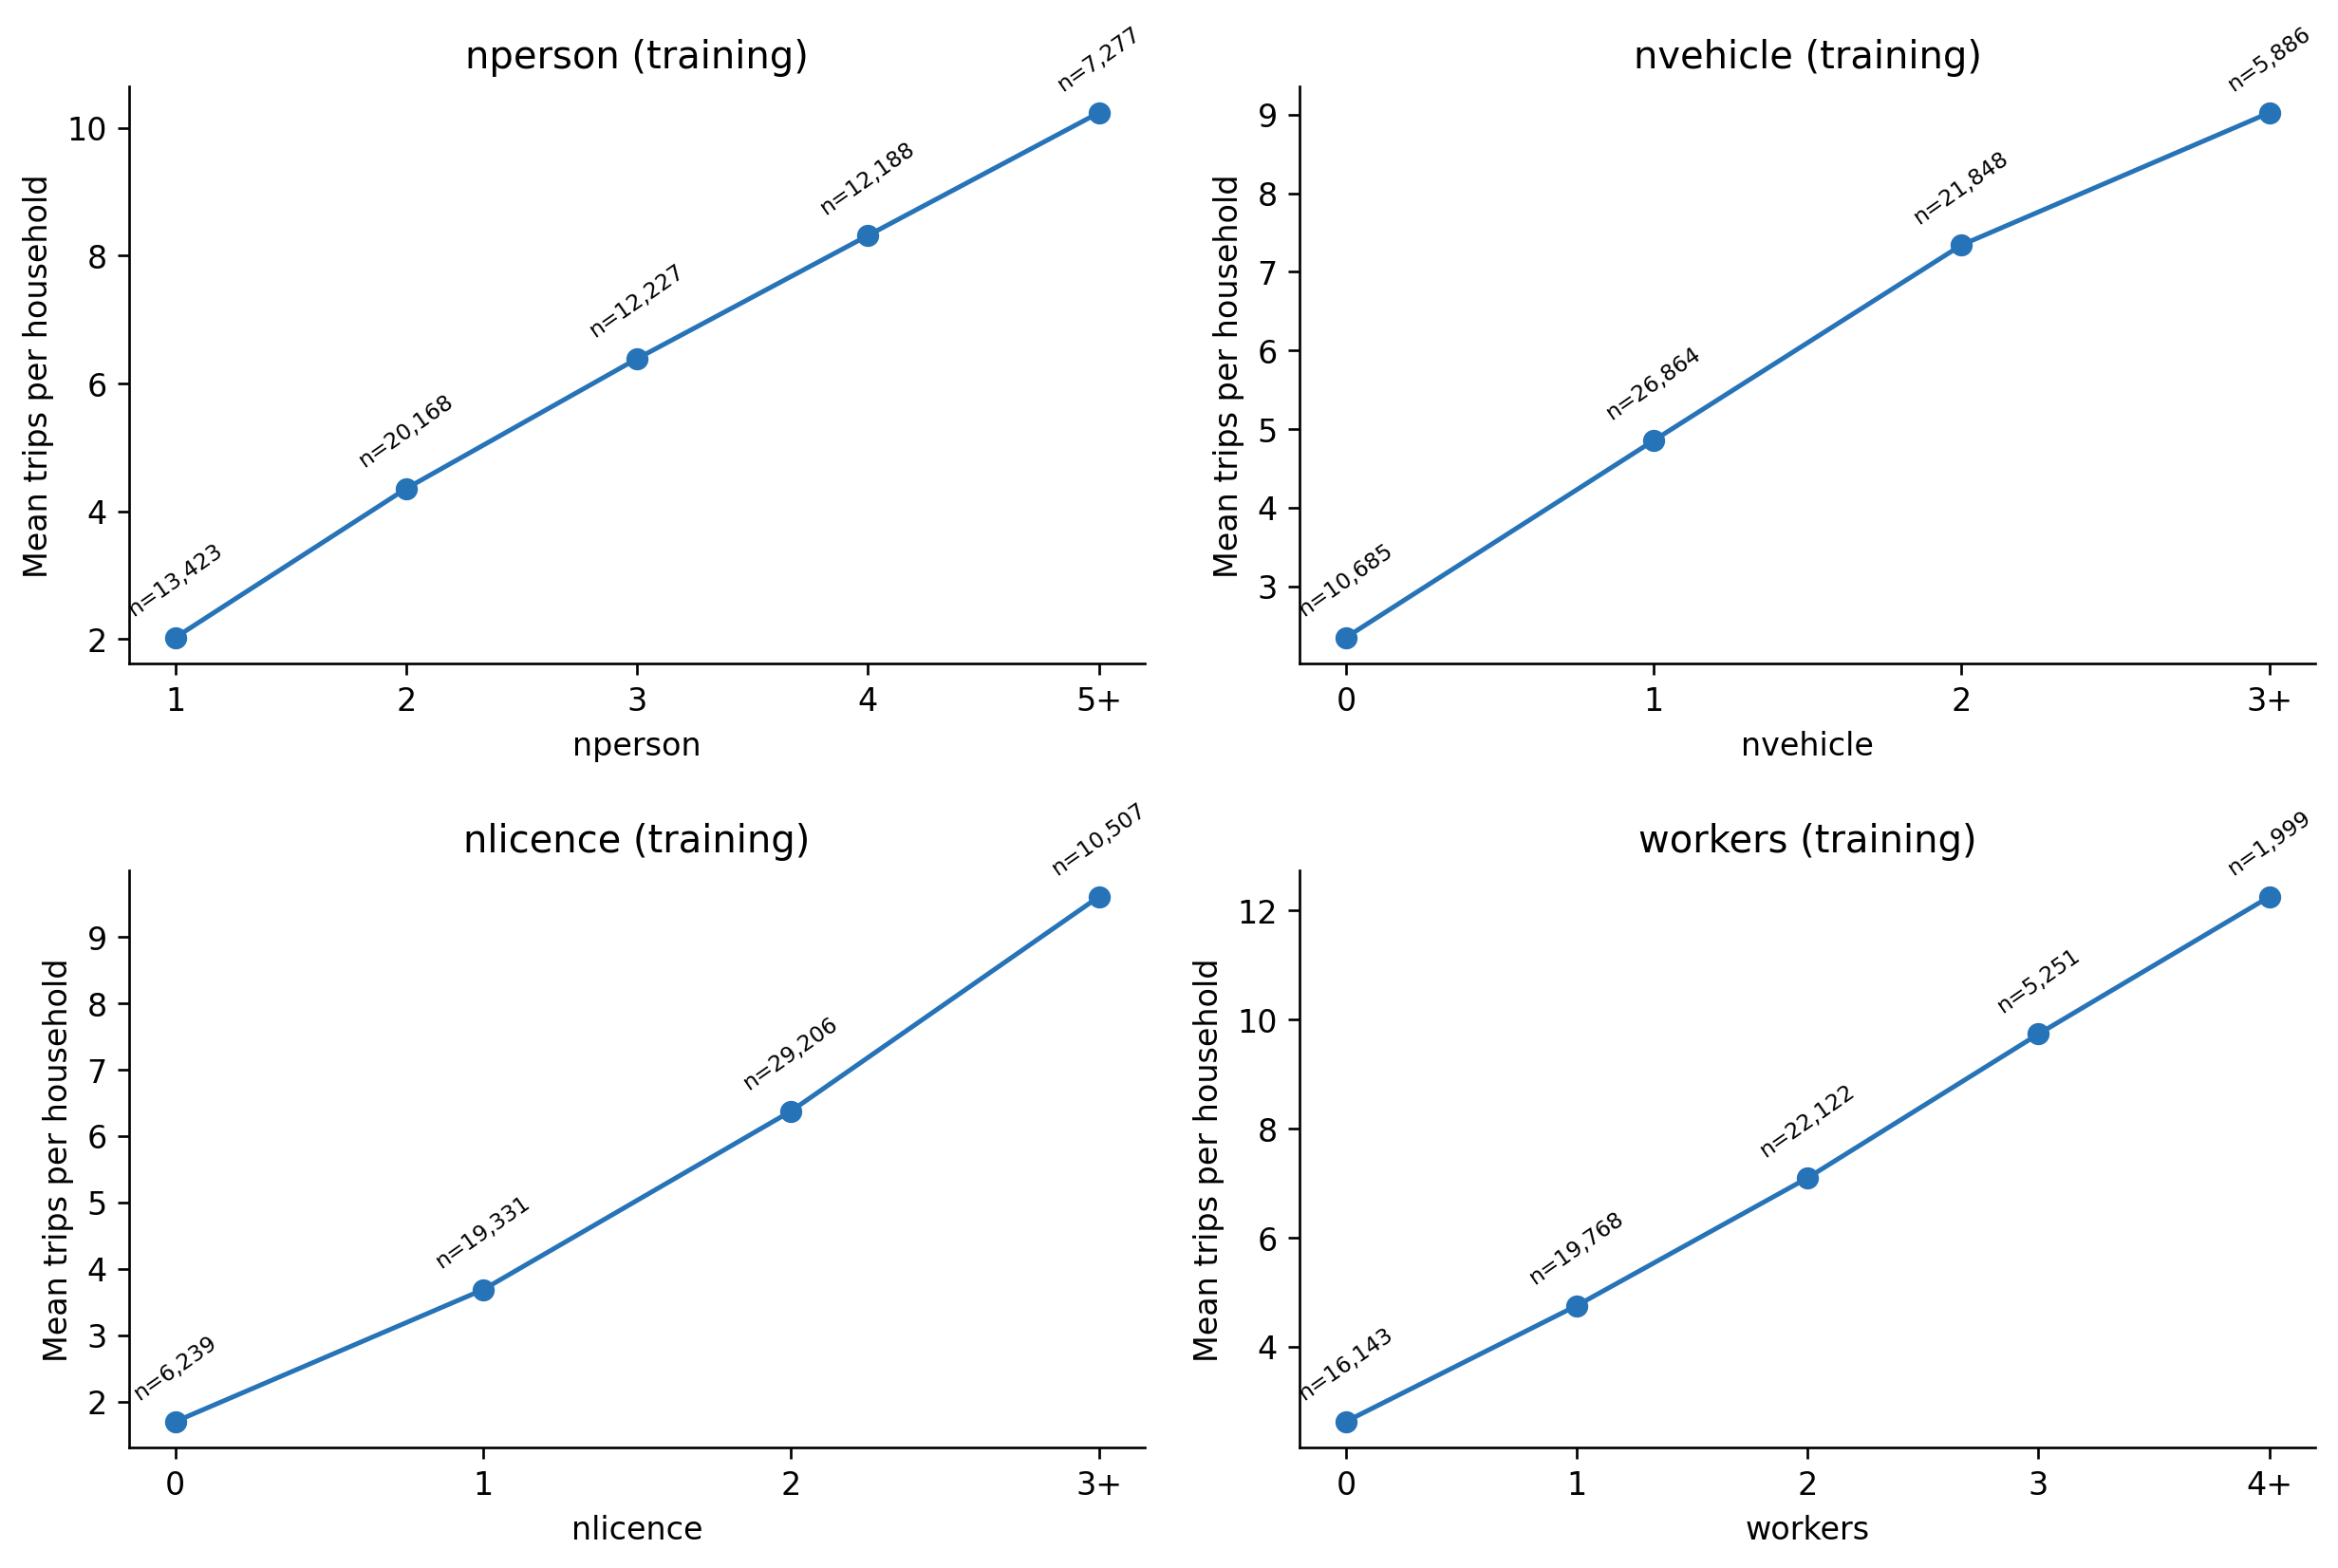 nperson (training)
Mean trips per household
10
8
6
4
2
n=13,423
n=20,168
n=12,227
n=12,188
n=7,277
1
2
3
4
5+
nperson
nvehicle (training)
Mean trips per household
9
8
7
6
5
4
3
n=10,685
n=26,864
n=21,848
n=5,886
0
1
2
3+
nvehicle
nlicence (training)
Mean trips per household
9
8
7
6
5
4
3
2
n=6,239
n=19,331
n=29,206
n=10,507
0
1
2
3+
nlicence
workers (training)
Mean trips per household
12
10
8
6
4
n=16,143
n=19,768
n=22,122
n=5,251
n=1,999
0
1
2
3
4+
workers